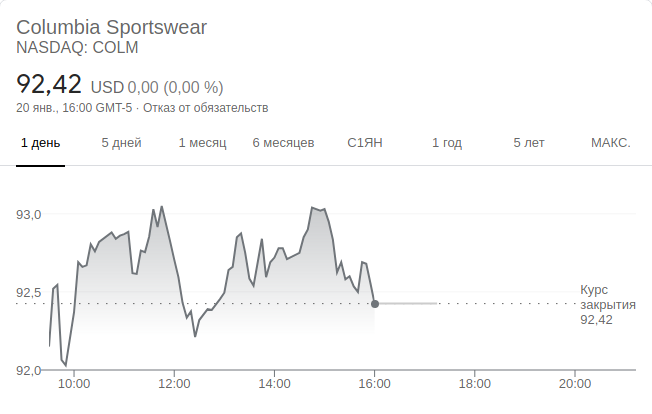 Columbia Sportswear
NASDAQ: COLM
92,42 USD 0,00 (0,00 %)
20 янв., 16:00 GMT-5 · Отказ от обязательств
1 день 5 дней 1 месяц 6 месяцев С1ЯН 1 год 5 лет МАКС.
93,0
92,5
Курс
закрытия
92,42
92,0
10:00 12:00 14:00 16:00 18:00 20:00